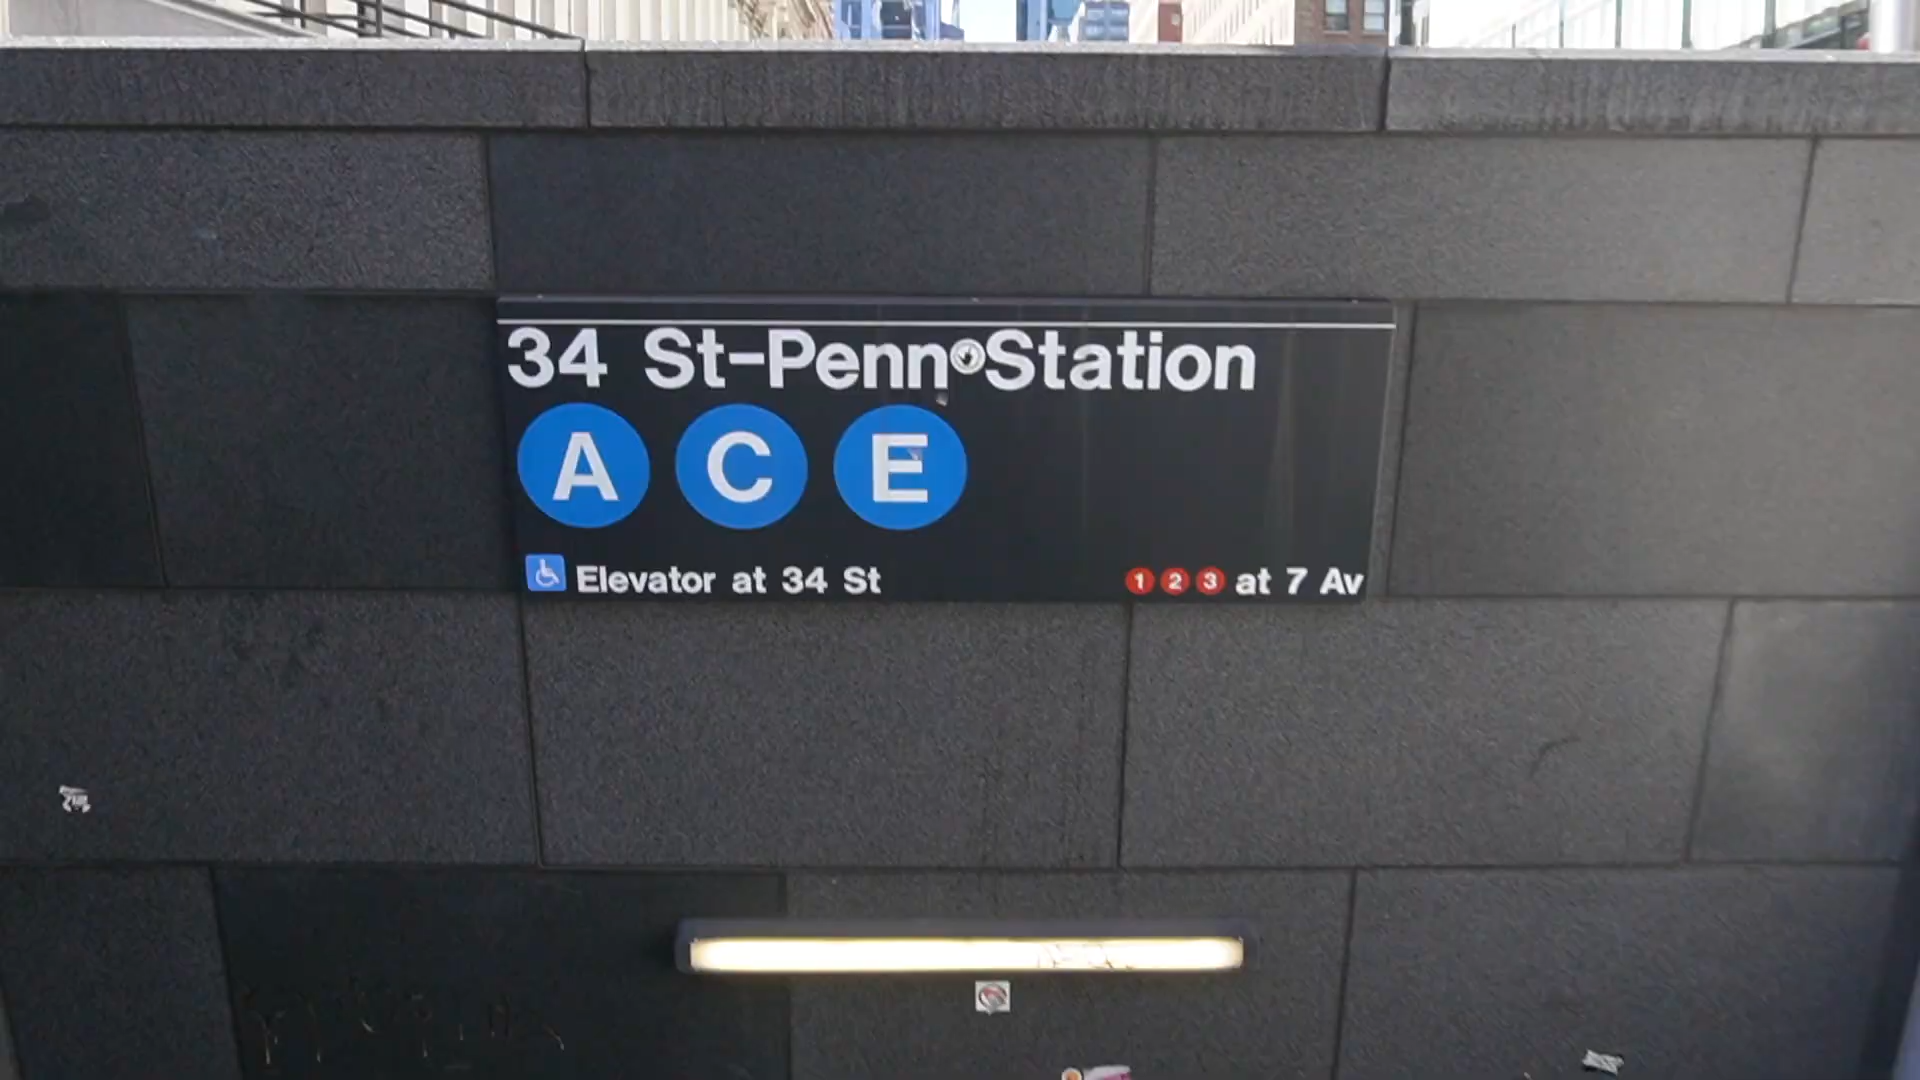 34 St-Penn Station
A C E
Elevator at 34 St
1 2 3 at 7 Av